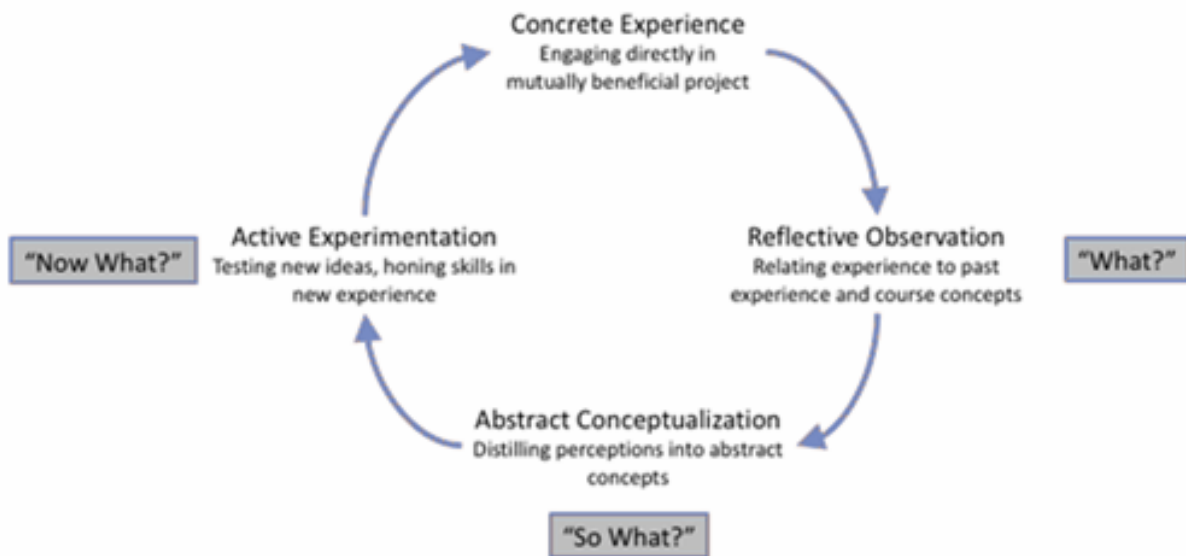 Concrete Experience
Engaging directly in
mutually beneficial project
"Now What?"
Active Experimentation
Testing new ideas, honing skills in
new experience
Reflective Observation
Relating experience to past
experience and course concepts
"What?"
Abstract Conceptualization
Distilling perceptions into abstract
concepts
"So What?"